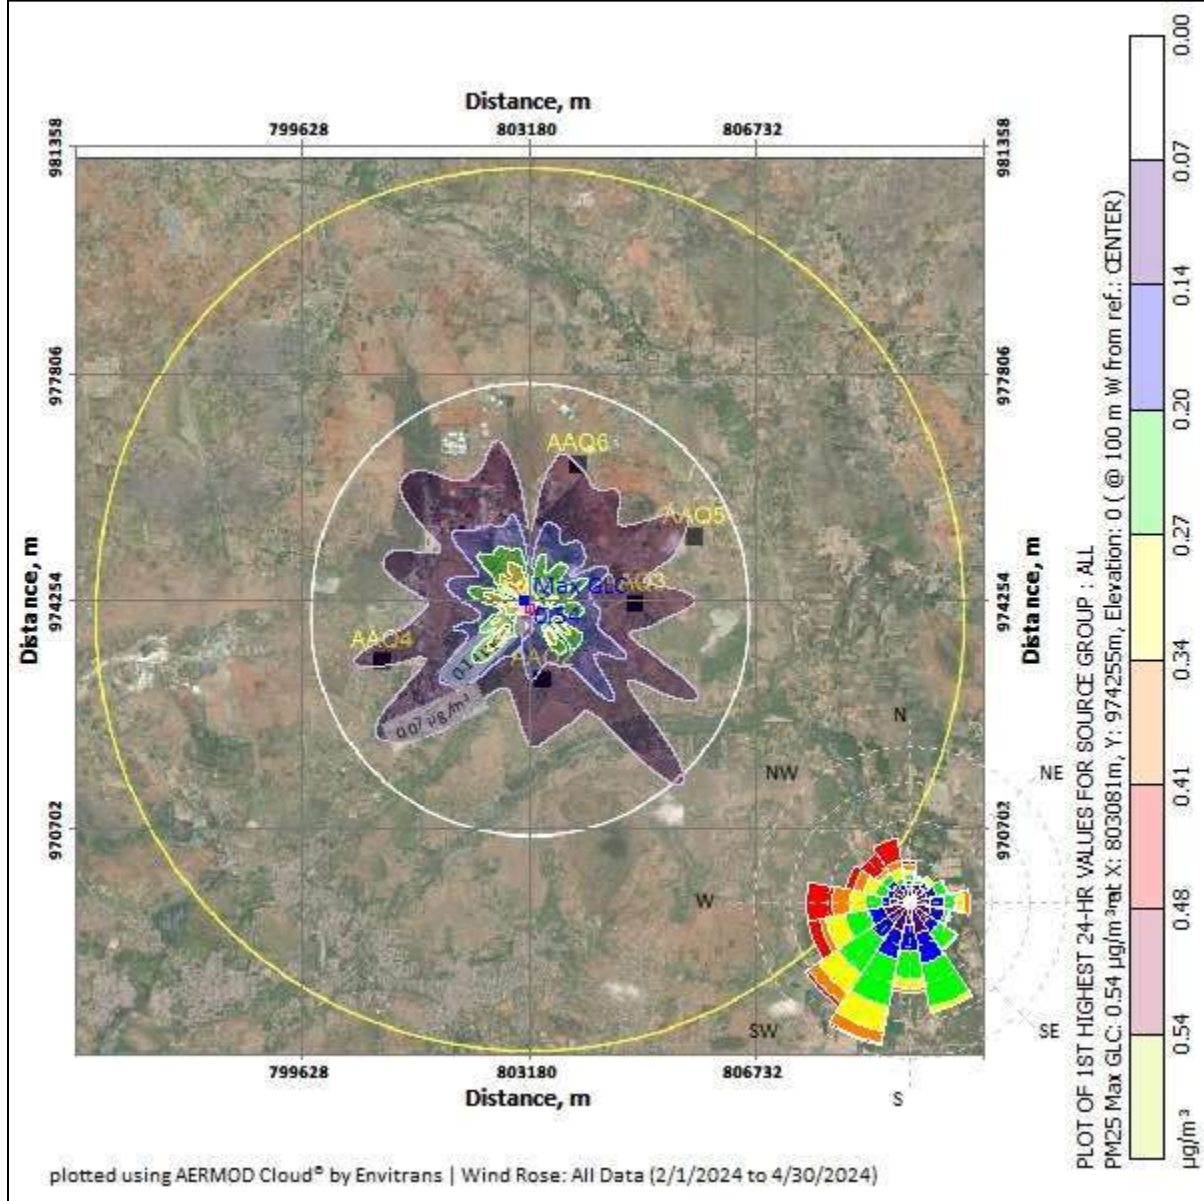 Distance, m
799628 803180 806732
981358 981358
977806 977806
974254 974254
970702 970702
Distance, m
Distance, m
AAQ6
AAQ5
Max GLC
AAQ4
0.07 µg/m³
N
NW NE
W
SW SE
S
799628 803180 806732
Distance, m
PLOT OF 1ST HIGHEST 24-HR VALUES FOR SOURCE GROUP : ALL
PM25 Max GLC: 0.54 µg/m³ at X: 803081m, Y: 974255m, Elevation: 0 ( @ 100 m W from ref.: CENTER)
0.00
0.07
0.14
0.20
0.27
0.34
0.41
0.48
0.54
µg/m³
plotted using AERMOD Cloud® by Envitrans | Wind Rose: All Data (2/1/2024 to 4/30/2024)